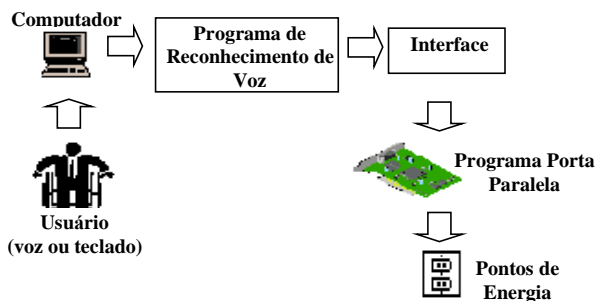 Computador
Programa de
Reconhecimento de
Voz
Interface
Programa Porta
Paralela
Usuário
(voz ou teclado)
Pontos de
Energia